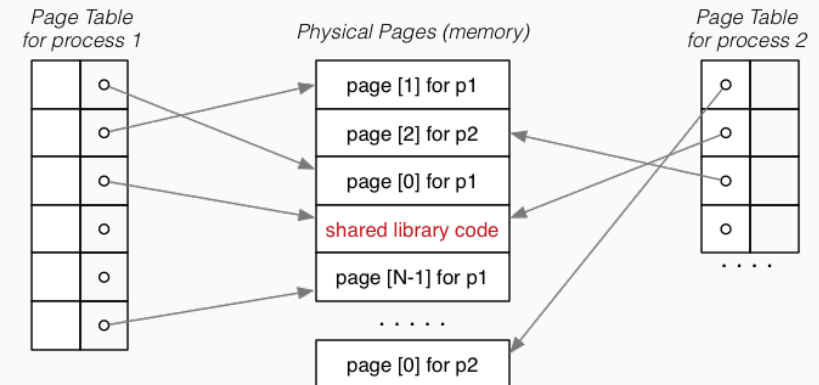 Page Table
for process 1
Physical Pages (memory)
Page Table
for process 2
page [1] for p1
page [2] for p2
page [0] for p1
shared library code
page [N-1] for p1
. . . . .
page [0] for p2
. . . .